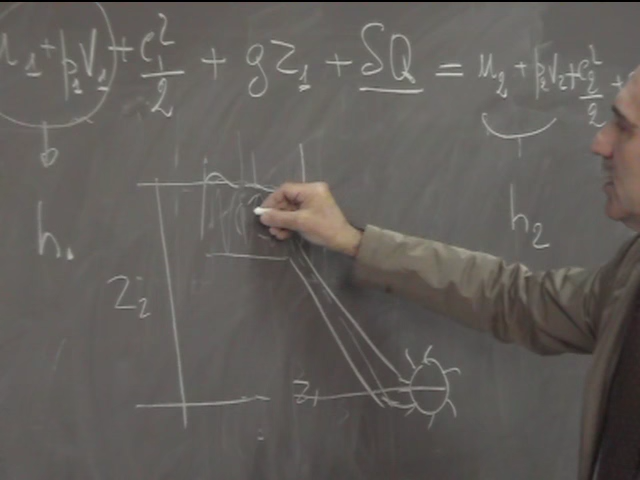 u₁ + p₁V₁ + c₁²/2 + gz₁ + δQ = u₂ + p₂V₂ + c₂²/2 +
h₁
h₂
Z₂
Z₁